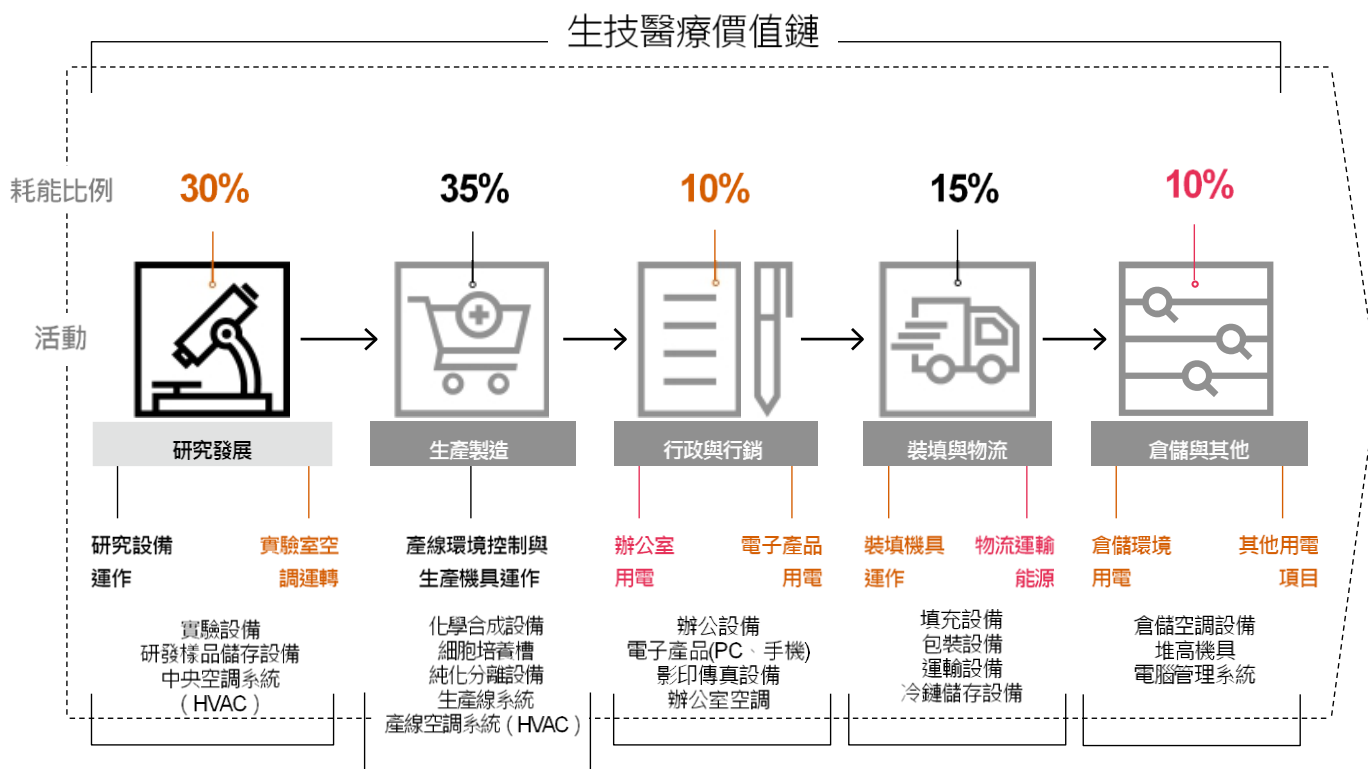 生技醫療價值鏈
耗能比例
30%
35%
10%
15%
10%
活動
研究發展
生產製造
行政與行銷
裝填與物流
倉儲與其他
研究設備
運作
實驗室空
調運轉
產線環境控制與
生產機具運作
辦公室
用電
電子產品
用電
裝填機具
運作
物流運輸
能源
倉儲環境
用電
其他用電
項目
實驗設備
研發樣品儲存設備
中央空調系統
（HVAC）
化學合成設備
細胞培養槽
純化分離設備
生產線系統
產線空調系統（HVAC）
辦公設備
電子產品(PC、手機)
影印傳真設備
辦公室空調
填充設備
包裝設備
運輸設備
冷鏈儲存設備
倉儲空調設備
堆高機具
電腦管理系統